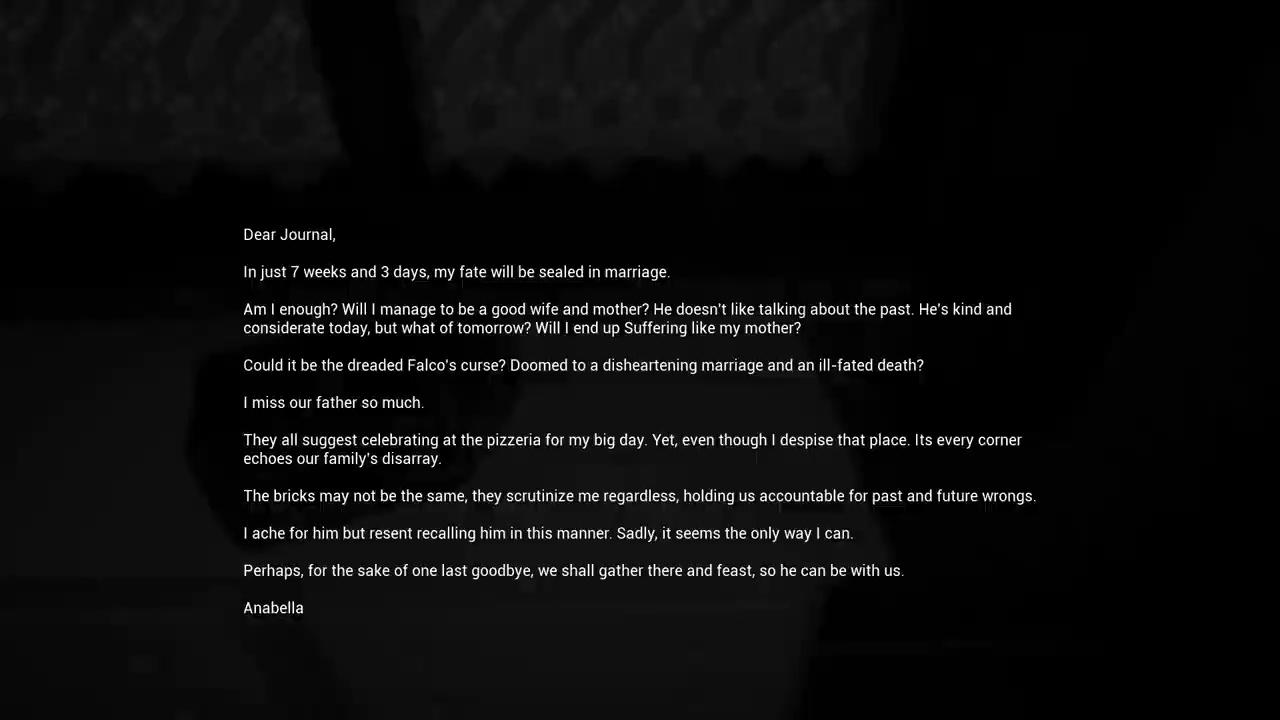 Dear Journal,
In just 7 weeks and 3 days, my fate will be sealed in marriage.
Am I enough? Will I manage to be a good wife and mother? He doesn't like talking about the past. He's kind and
considerate today, but what of tomorrow? Will I end up Suffering like my mother?
Could it be the dreaded Falco's curse? Doomed to a disheartening marriage and an ill-fated death?
I miss our father so much.
They all suggest celebrating at the pizzeria for my big day. Yet, even though I despise that place. Its every corner
echoes our family's disarray.
The bricks may not be the same, they scrutinize me regardless, holding us accountable for past and future wrongs.
I ache for him but resent recalling him in this manner. Sadly, it seems the only way I can.
Perhaps, for the sake of one last goodbye, we shall gather there and feast, so he can be with us.
Anabella